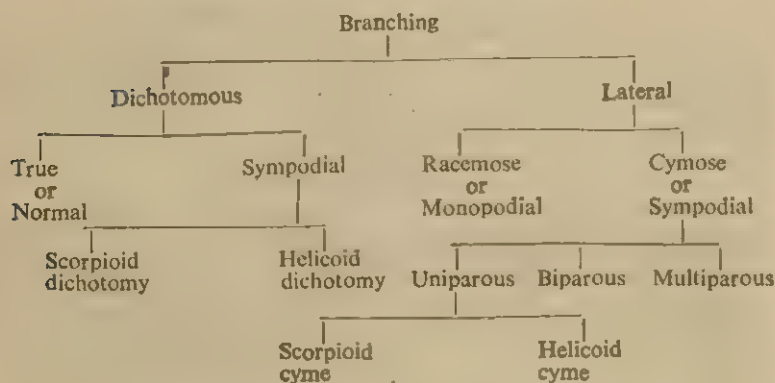 Branching
Dichotomous Lateral
True
or
Normal
Sympodial
Racemose
or
Monopodial
Cymose
or
Sympodial
Scorpioid
dichotomy
Helicoid
dichotomy
Uniparous Biparous Multiparous
Scorpioid
cyme
Helicoid
cyme